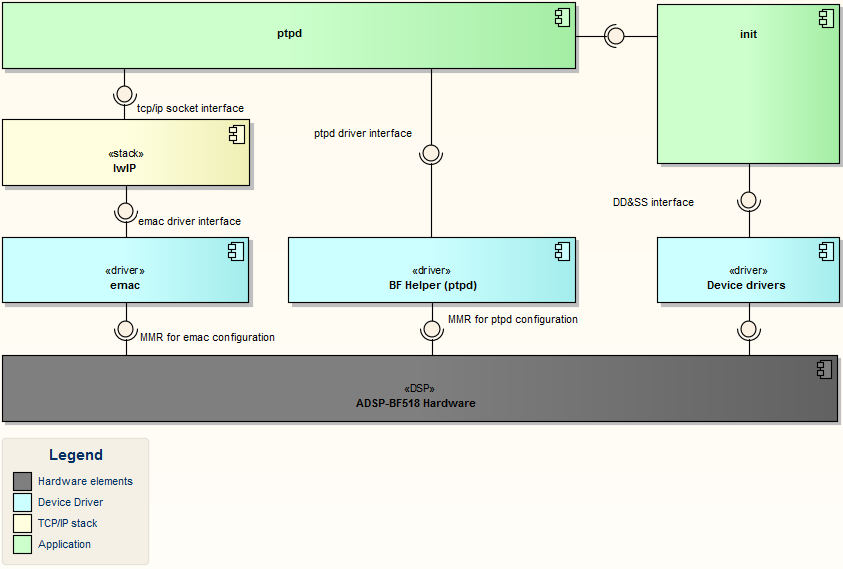 ptpd
init
tcp/ip socket interface
ptpd driver interface
«stack»
lwIP
DD&SS interface
emac driver interface
«driver»
emac
«driver»
BF Helper (ptpd)
«driver»
Device drivers
MMR for emac configuration
MMR for ptpd configuration
«DSP»
ADSP-BF518 Hardware
Legend
Hardware elements
Device Driver
TCP/IP stack
Application